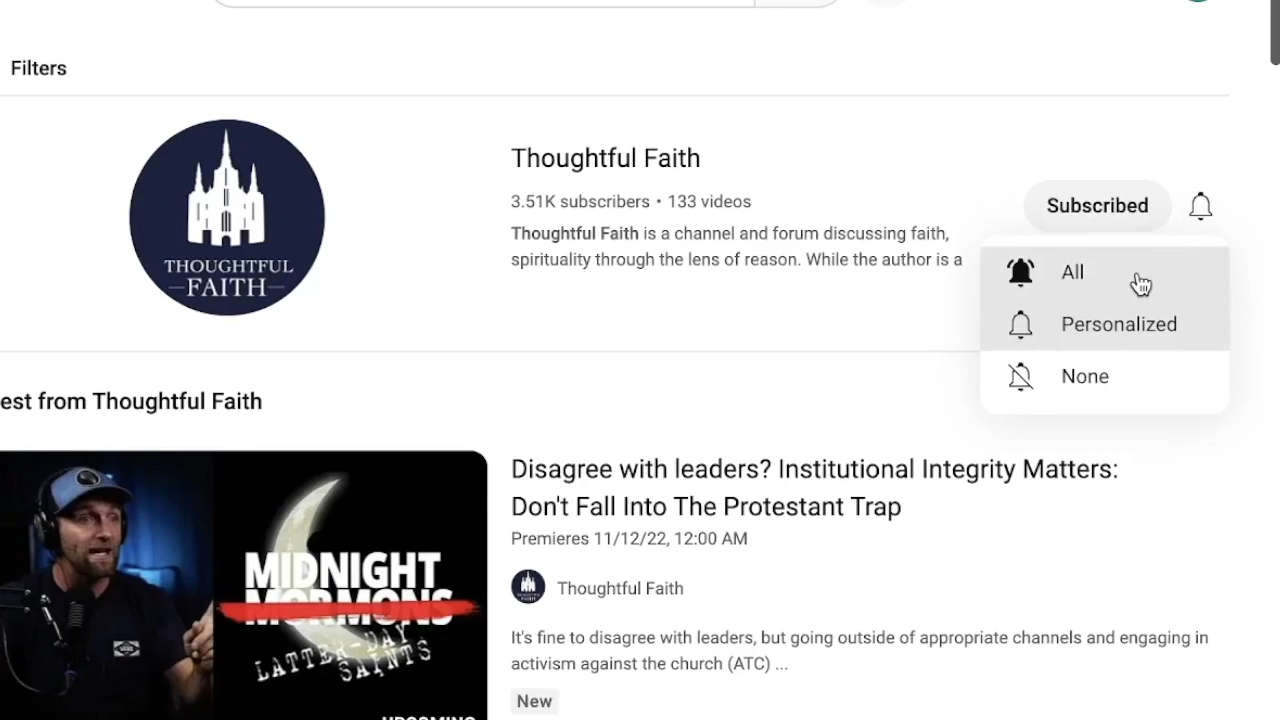 Filters
THOUGHTFUL
FAITH
Thoughtful Faith
3.51K subscribers • 133 videos
Thoughtful Faith is a channel and forum discussing faith,
spirituality through the lens of reason. While the author is a
Subscribed
All
Personalized
None
est from Thoughtful Faith
MIDNIGHT
MORMONS
LATTER-DAY
SAINTS
UPCOMING
Disagree with leaders? Institutional Integrity Matters:
Don't Fall Into The Protestant Trap
Premieres 11/12/22, 12:00 AM
Thoughtful Faith
It's fine to disagree with leaders, but going outside of appropriate channels and engaging in
activism against the church (ATC) ...
New